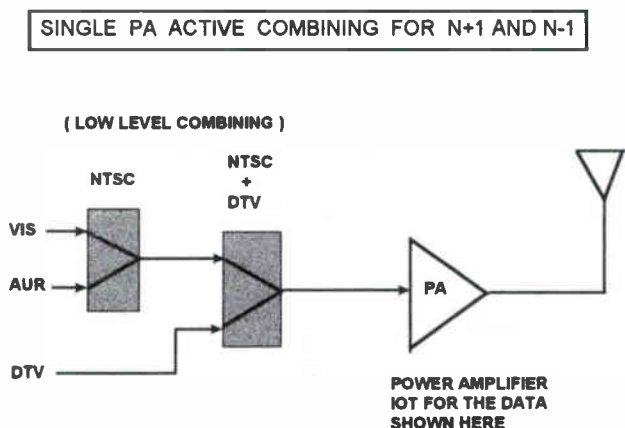 SINGLE PA ACTIVE COMBINING FOR N+1 AND N-1
( LOW LEVEL COMBINING )
NTSC
NTSC
+
DTV
VIS
AUR
DTV
PA
POWER AMPLIFIER
IOT FOR THE DATA
SHOWN HERE